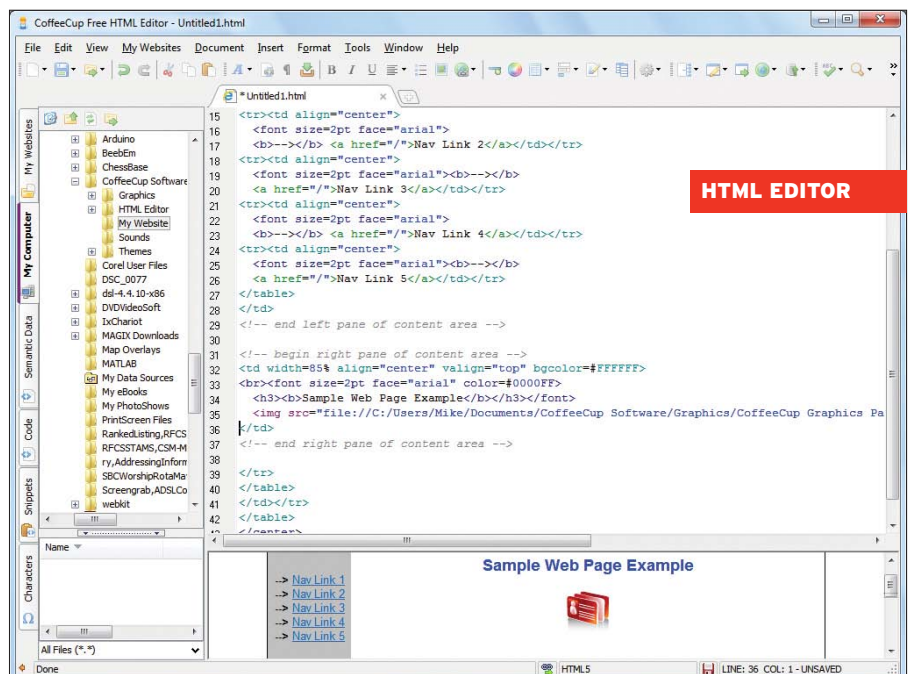 CoffeeCup Free HTML Editor - Untitled1.html
File Edit View My Websites Document Insert Format Tools Window Help
* Untitled1.html
My Websites
My Computer
Semantic Data
Code
Snippets
Characters
Arduino
BeebEm
ChessBase
CoffeeCup Software
Graphics
HTML Editor
My Website
Sounds
Themes
Corel User Files
DSC_0077
dsl-4.4.10-x86
DVDVideoSoft
IxChariot
MAGIX Downloads
Map Overlays
MATLAB
My Data Sources
My eBooks
My PhotoShows
PrintScreen Files
RankedListing,RFCS
RFCSSTAMS,CSM-M
ry,AddressingInform
SBCWorshipRotaMa
Screengrab,ADSLCo
webkit
Name
All Files (*.*)
15 <tr><td align="center">
16 <font size=2pt face="arial">
17 <b>--></b> <a href="/">Nav Link 2</a></td></tr>
18 <tr><td align="center">
19 <font size=2pt face="arial"><b>--></b>
20 <a href="/">Nav Link 3</a></td></tr>
21 <tr><td align="center">
22 <font size=2pt face="arial">
23 <b>--></b> <a href="/">Nav Link 4</a></td></tr>
24 <tr><td align="center">
25 <font size=2pt face="arial"><b>--></b>
26 <a href="/">Nav Link 5</a></td></tr>
27 </table>
28 </td>
29 <!-- end left pane of content area -->
30
31 <!-- begin right pane of content area -->
32 <td width=85% align="center" valign="top" bgcolor=#FFFFFF>
33 <br><font size=2pt face="arial" color=#0000FF>
34 <h3><b>Sample Web Page Example</b></h3></font>
35 <img src="file://C:/Users/Mike/Documents/CoffeeCup Software/Graphics/CoffeeCup Graphics Pa
36 </td>
37 <!-- end right pane of content area -->
38
39 </tr>
40 </table>
41 </td></tr>
42 </table>
</center>
HTML EDITOR
Sample Web Page Example
--> Nav Link 1
--> Nav Link 2
--> Nav Link 3
--> Nav Link 4
--> Nav Link 5
Done
HTML5
LINE: 36 COL: 1 - UNSAVED